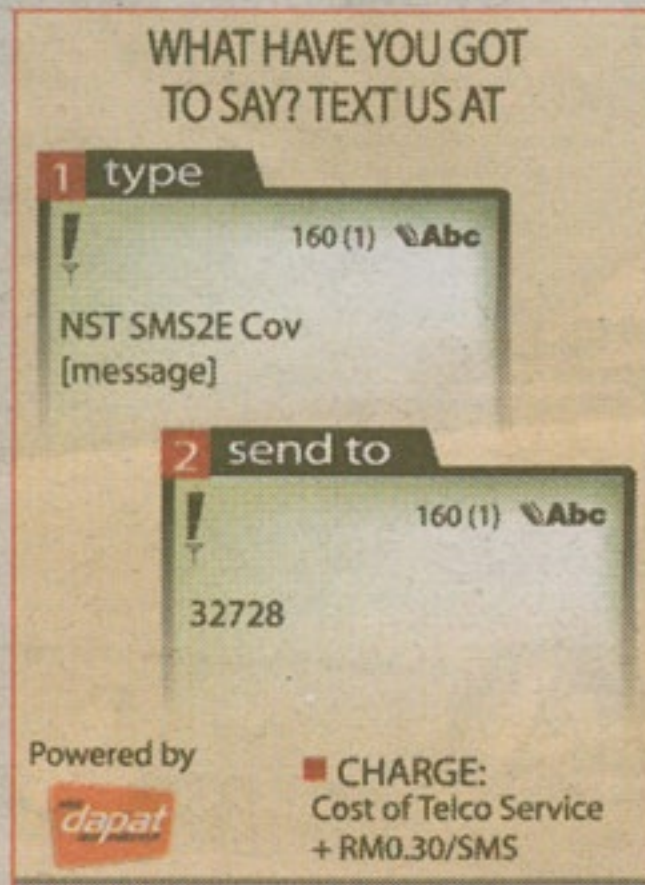 WHAT HAVE YOU GOT
TO SAY? TEXT US AT
1 type
160 (1) Abc
NST SMS2E Cov
[message]
2 send to
160 (1) Abc
32728
Powered by
dapat
■ CHARGE:
Cost of Telco Service
+ RM0.30/SMS